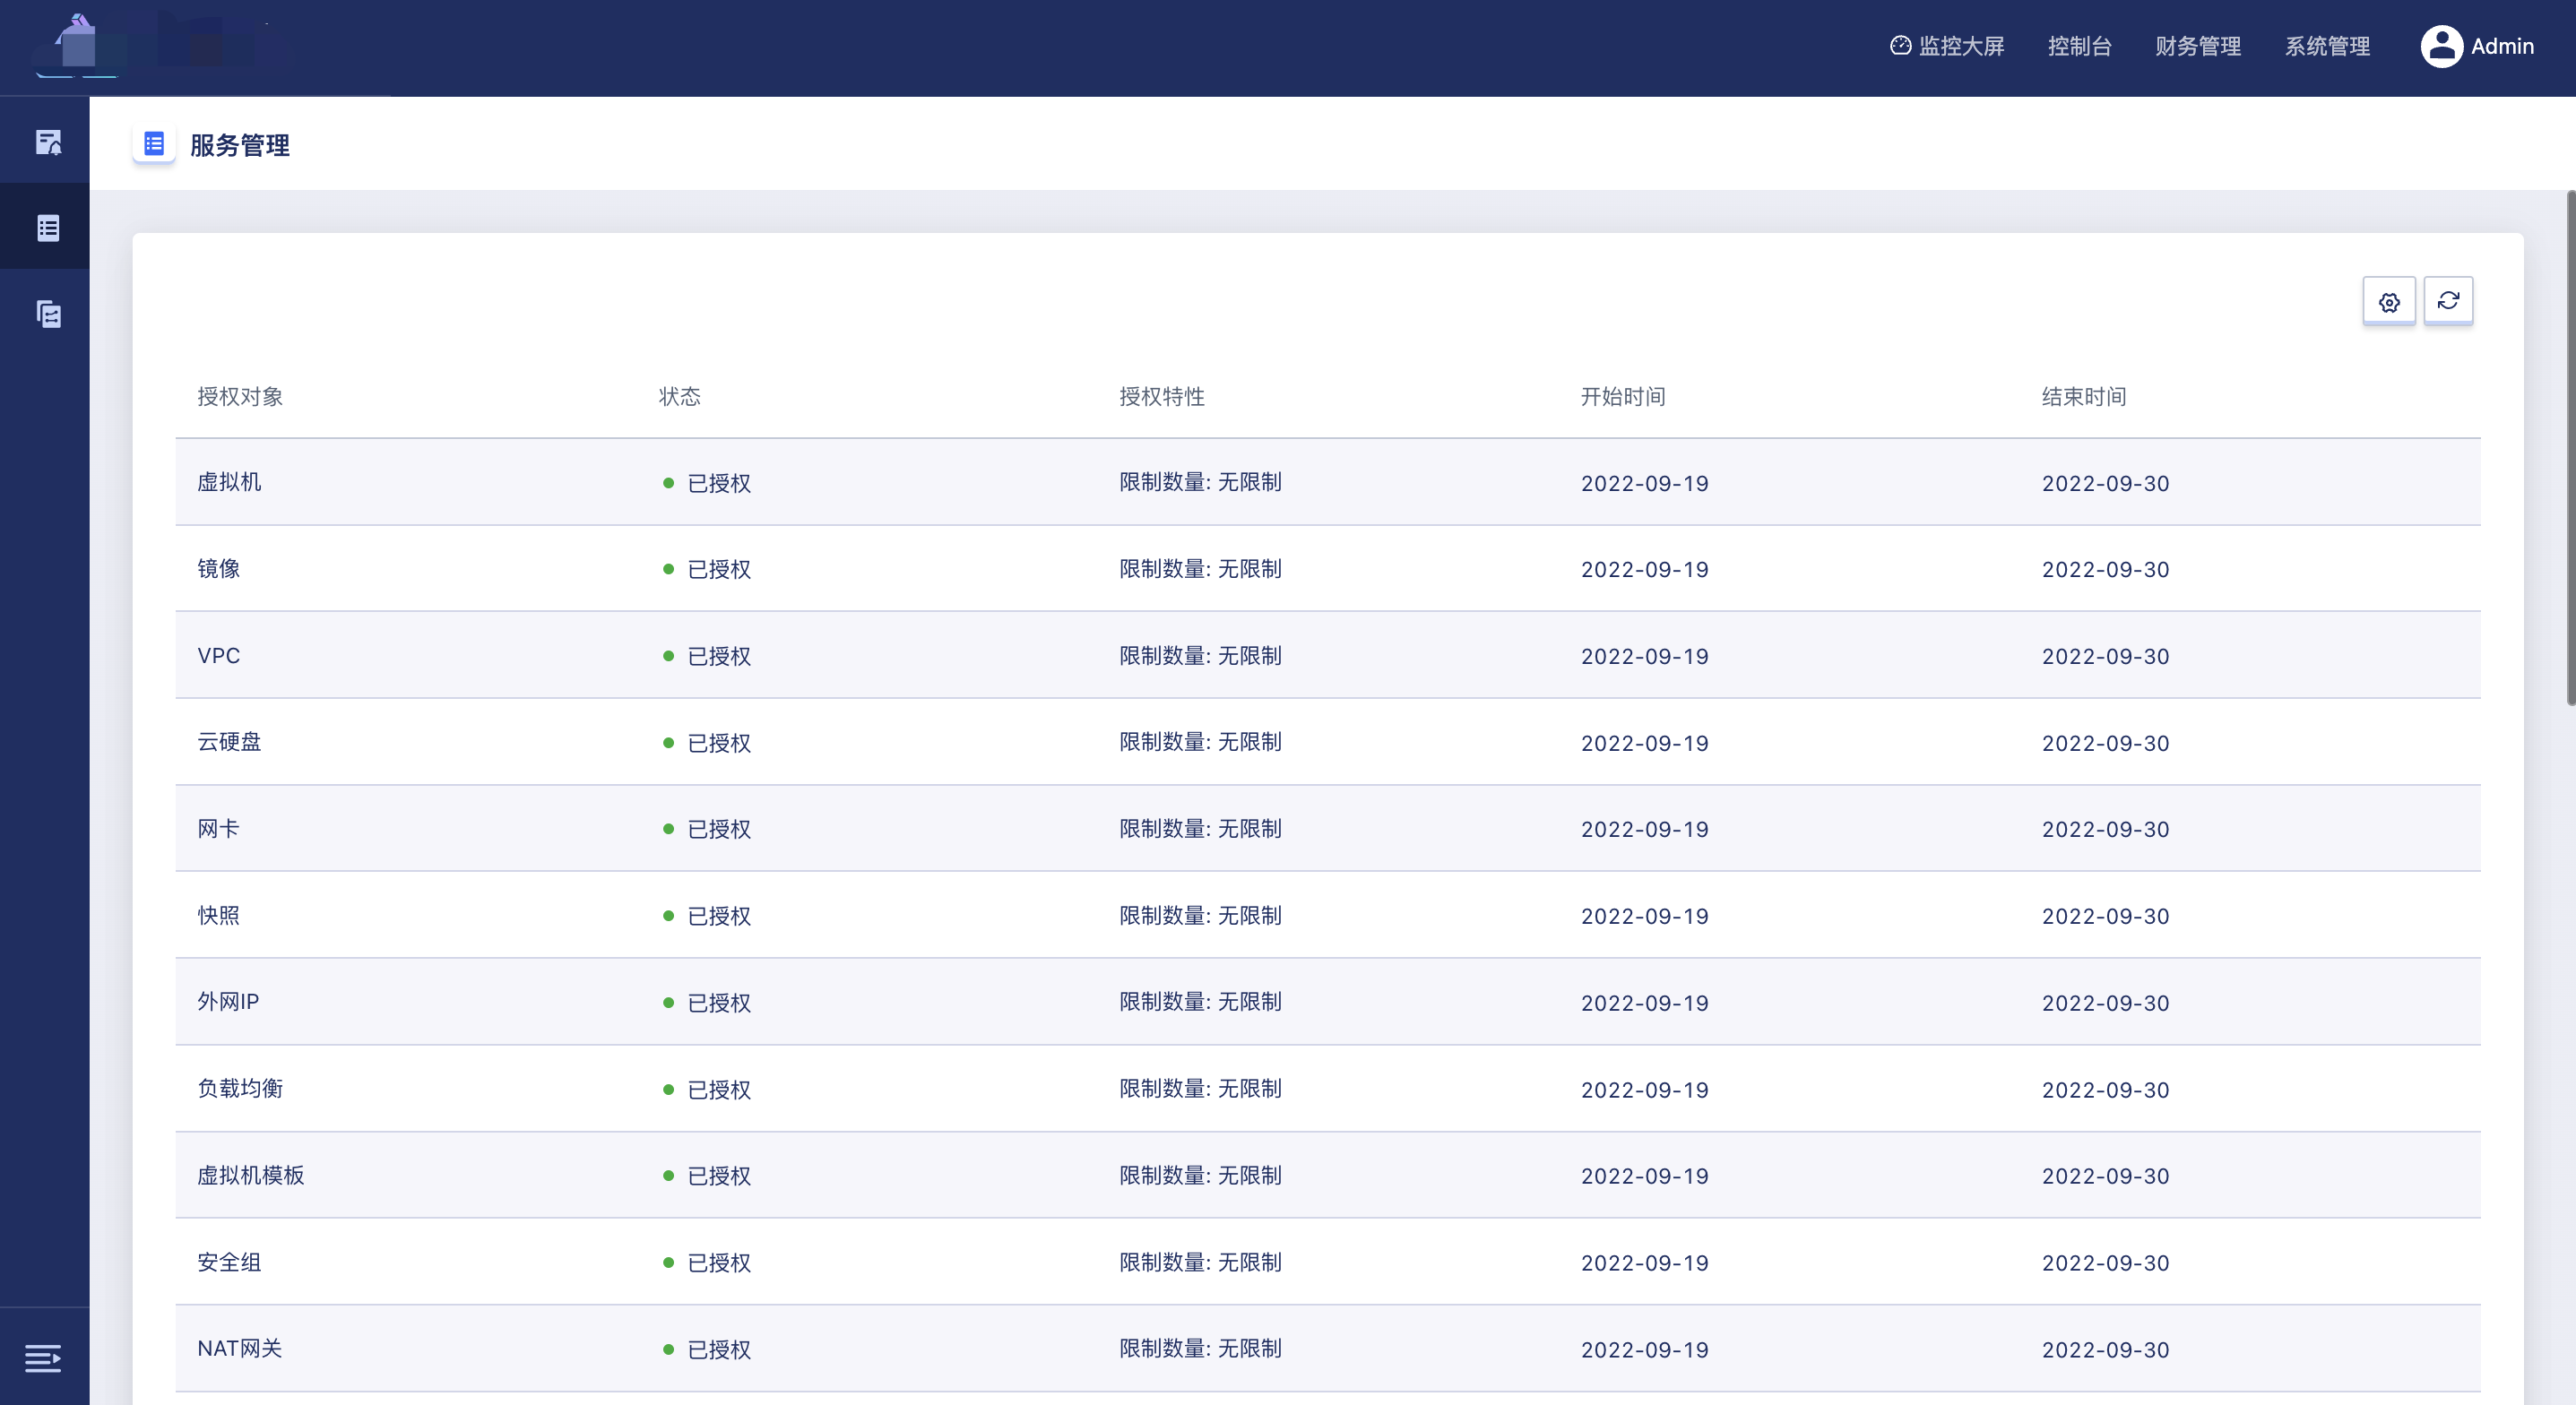 监控大屏 控制台 财务管理 系统管理 Admin
服务管理
授权对象 状态 授权特性 开始时间 结束时间
虚拟机 已授权 限制数量: 无限制 2022-09-19 2022-09-30
镜像 已授权 限制数量: 无限制 2022-09-19 2022-09-30
VPC 已授权 限制数量: 无限制 2022-09-19 2022-09-30
云硬盘 已授权 限制数量: 无限制 2022-09-19 2022-09-30
网卡 已授权 限制数量: 无限制 2022-09-19 2022-09-30
快照 已授权 限制数量: 无限制 2022-09-19 2022-09-30
外网IP 已授权 限制数量: 无限制 2022-09-19 2022-09-30
负载均衡 已授权 限制数量: 无限制 2022-09-19 2022-09-30
虚拟机模板 已授权 限制数量: 无限制 2022-09-19 2022-09-30
安全组 已授权 限制数量: 无限制 2022-09-19 2022-09-30
NAT网关 已授权 限制数量: 无限制 2022-09-19 2022-09-30